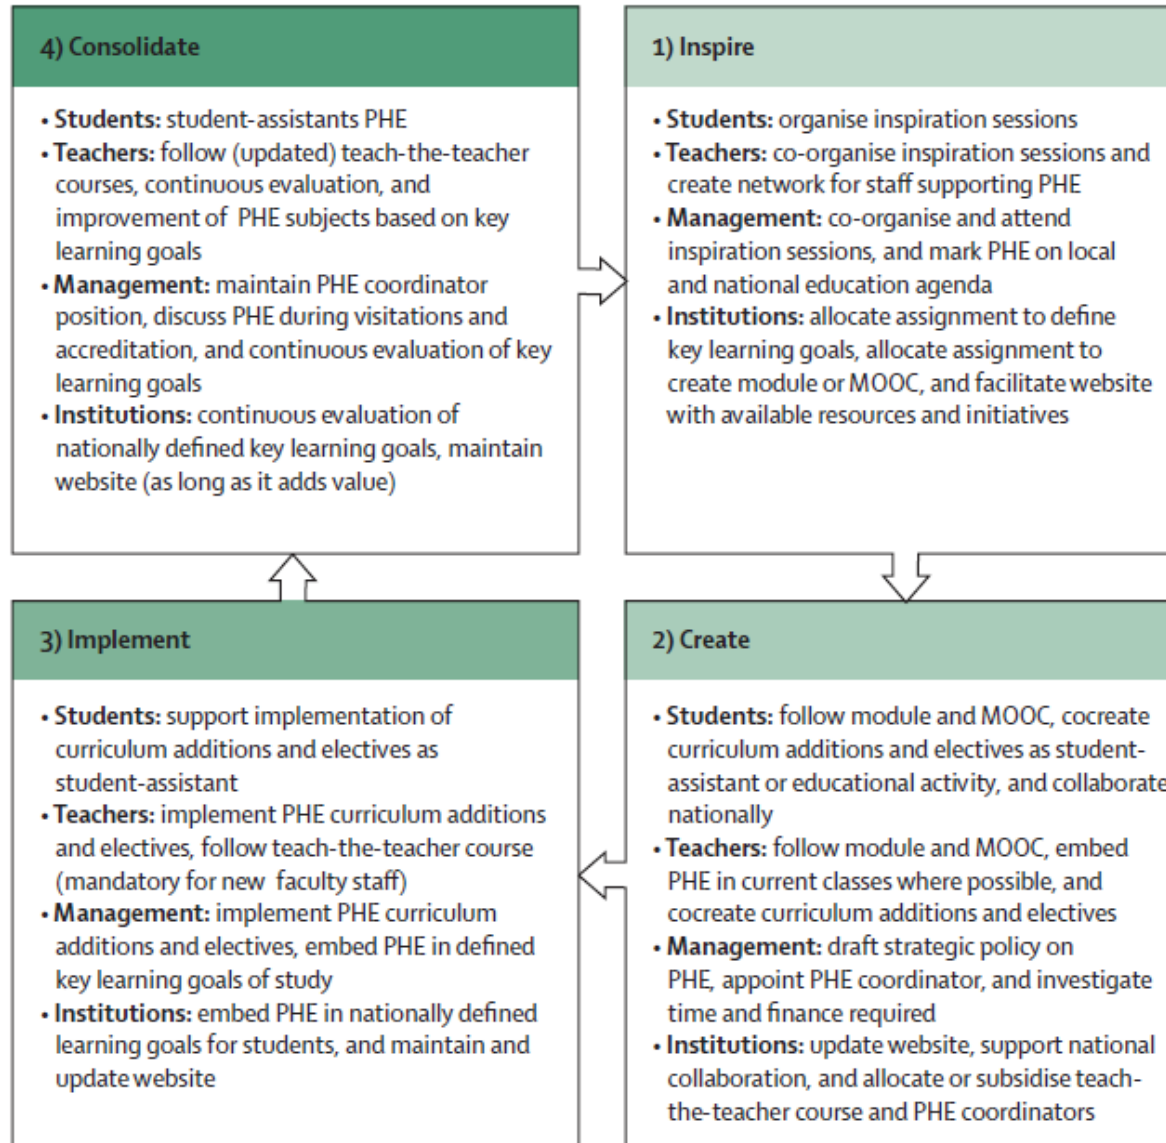 4) Consolidate
• Students: student-assistants PHE
• Teachers: follow (updated) teach-the-teacher
courses, continuous evaluation, and
improvement of PHE subjects based on key
learning goals
• Management: maintain PHE coordinator
position, discuss PHE during visitations and
accreditation, and continuous evaluation of key
learning goals
• Institutions: continuous evaluation of
nationally defined key learning goals, maintain
website (as long as it adds value)
1) Inspire
• Students: organise inspiration sessions
• Teachers: co-organise inspiration sessions and
create network for staff supporting PHE
• Management: co-organise and attend
inspiration sessions, and mark PHE on local
and national education agenda
• Institutions: allocate assignment to define
key learning goals, allocate assignment to
create module or MOOC, and facilitate website
with available resources and initiatives
3) Implement
• Students: support implementation of
curriculum additions and electives as
student-assistant
• Teachers: implement PHE curriculum additions
and electives, follow teach-the-teacher course
(mandatory for new faculty staff)
• Management: implement PHE curriculum
additions and electives, embed PHE in defined
key learning goals of study
• Institutions: embed PHE in nationally defined
learning goals for students, and maintain and
update website
2) Create
• Students: follow module and MOOC, cocreate
curriculum additions and electives as student-
assistant or educational activity, and collaborate
nationally
• Teachers: follow module and MOOC, embed
PHE in current classes where possible, and
cocreate curriculum additions and electives
• Management: draft strategic policy on
PHE, appoint PHE coordinator, and investigate
time and finance required
• Institutions: update website, support national
collaboration, and allocate or subsidise teach-
the-teacher course and PHE coordinators